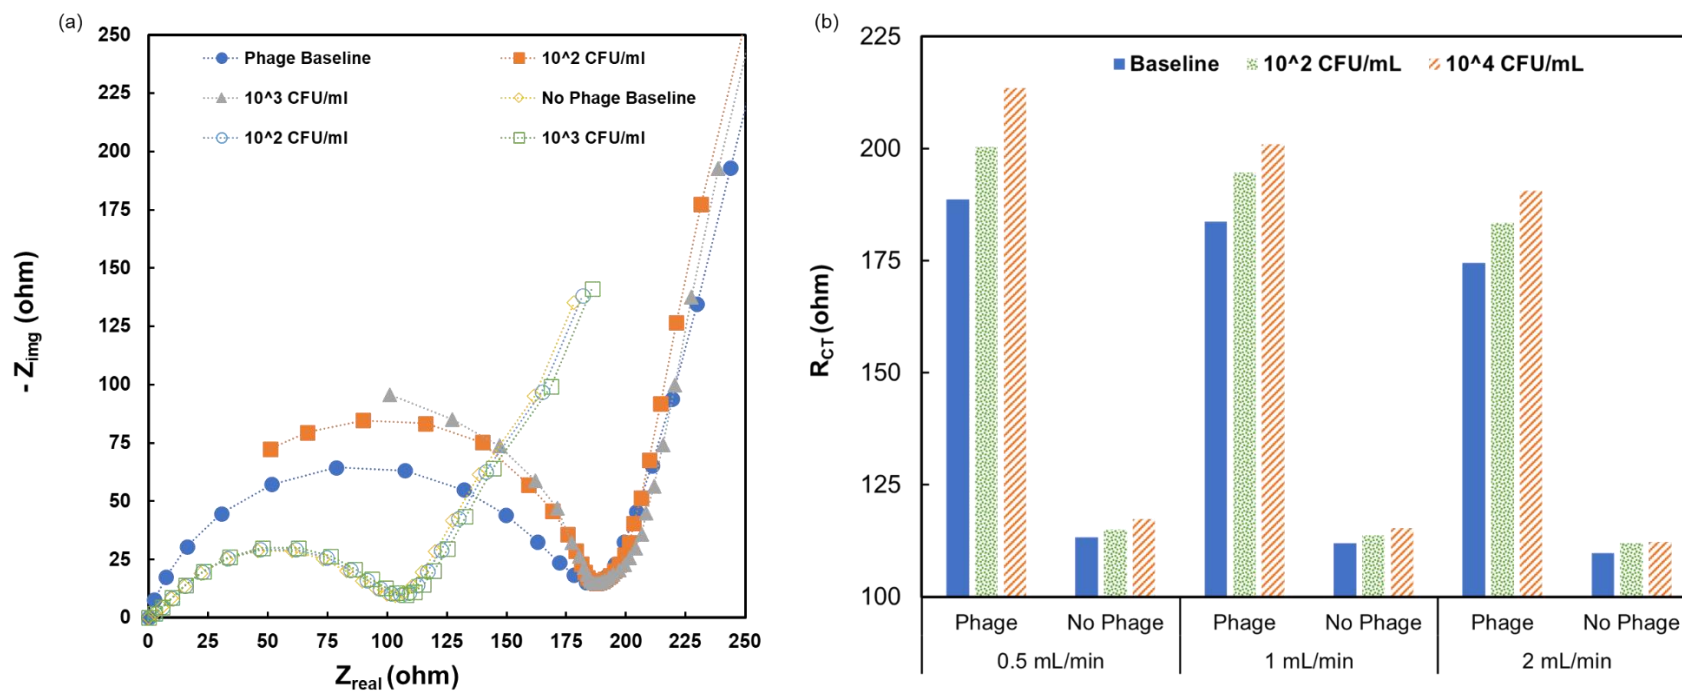 (a)
250
225
200
175
150
125
100
75
50
25
0
- Z_img (ohm)
Phage Baseline
10^2 CFU/ml
10^3 CFU/ml
No Phage Baseline
10^2 CFU/ml
10^3 CFU/ml
0 25 50 75 100 125 150 175 200 225 250
Z_real (ohm)
(b)
225
200
175
150
125
100
R_CT (ohm)
Baseline 10^2 CFU/mL 10^4 CFU/mL
Phage No Phage Phage No Phage Phage No Phage
0.5 mL/min 1 mL/min 2 mL/min